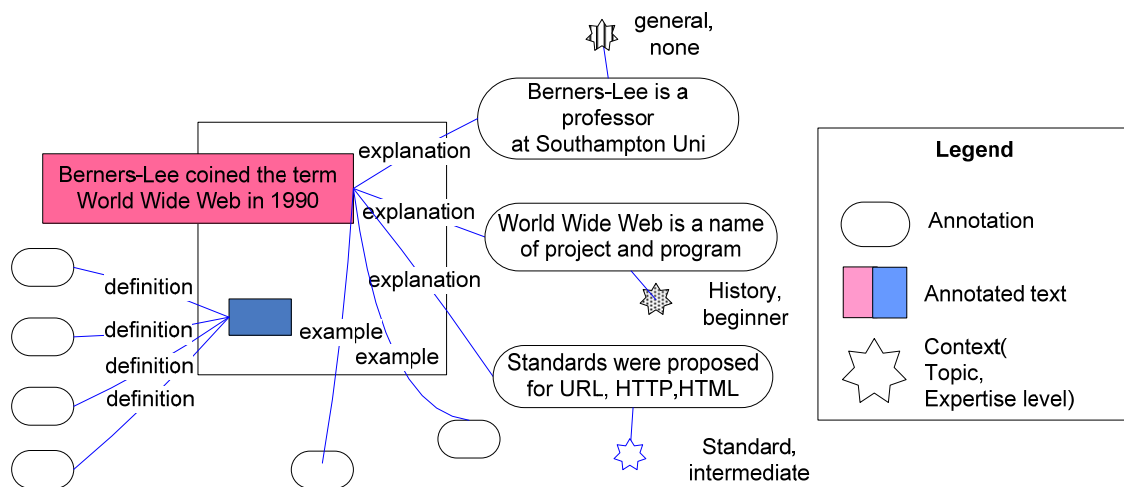 general,
none
Berners-Lee is a
professor
at Southampton Uni
explanation
Berners-Lee coined the term
World Wide Web in 1990
explanation
World Wide Web is a name
of project and program
History,
beginner
explanation
definition
definition
definition
definition
example
example
Standards were proposed
for URL, HTTP,HTML
Standard,
intermediate
Legend
Annotation
Annotated text
Context(
Topic,
Expertise level)